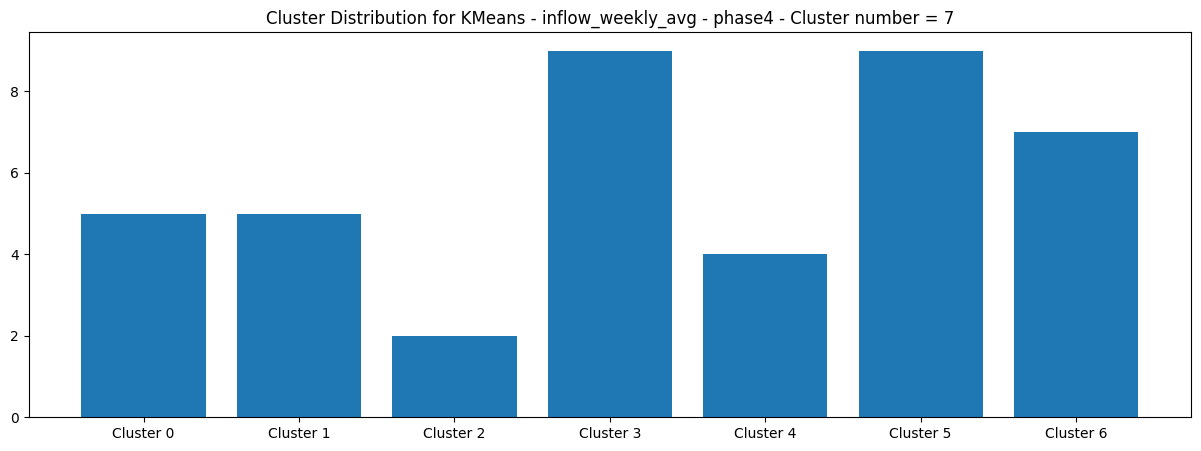 Cluster Distribution for KMeans - inflow_weekly_avg - phase4 - Cluster number = 7
8
6
4
2
0
Cluster 0 Cluster 1 Cluster 2 Cluster 3 Cluster 4 Cluster 5 Cluster 6